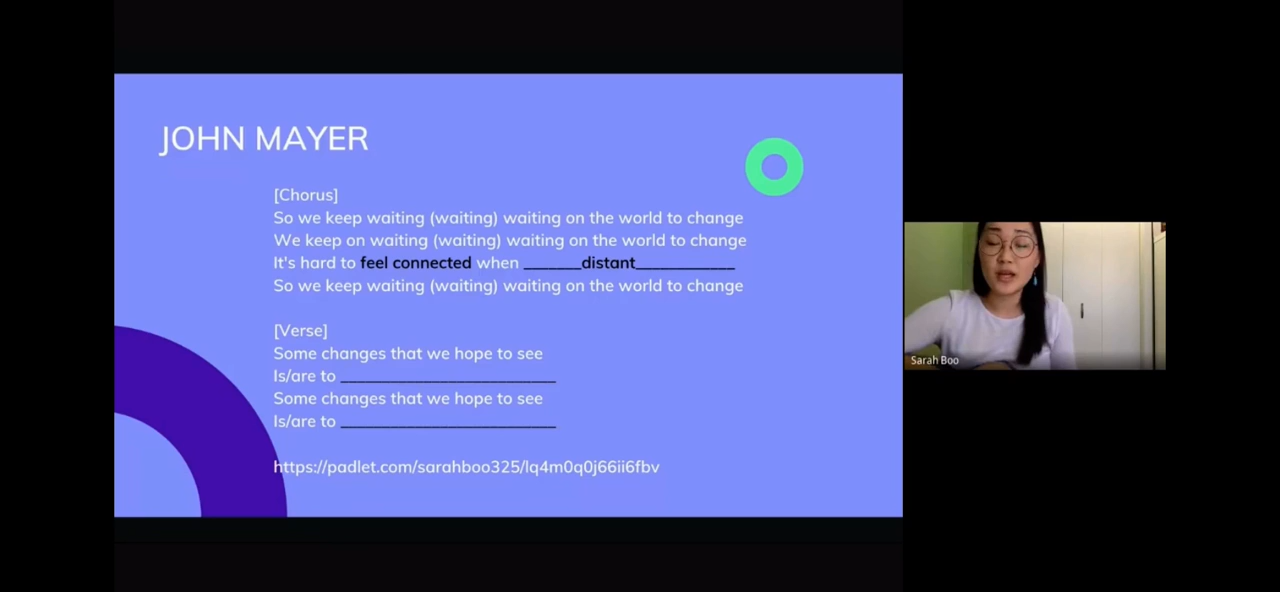 JOHN MAYER
[Chorus]
So we keep waiting (waiting) waiting on the world to change
We keep on waiting (waiting) waiting on the world to change
It's hard to feel connected when _______distant____________
So we keep waiting (waiting) waiting on the world to change
[Verse]
Some changes that we hope to see
Is/are to __________________________
Some changes that we hope to see
Is/are to __________________________
https://padlet.com/sarahboo325/lq4m0q0j66ii6fbv
Sarah Boo